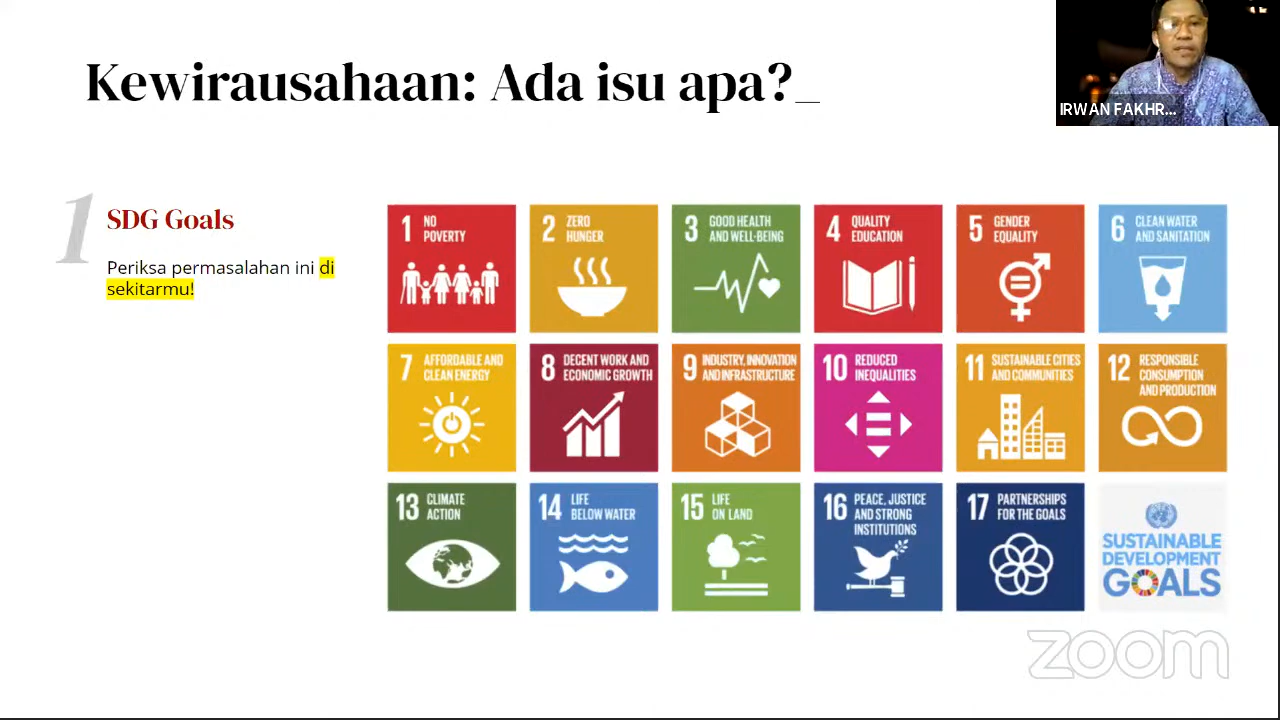 Kewirausahaan: Ada isu apa?_
IRWAN FAKHR...
1
SDG Goals
Periksa permasalahan ini di
sekitarmu!
1 NO
POVERTY
2 ZERO
HUNGER
3 GOOD HEALTH
AND WELL-BEING
4 QUALITY
EDUCATION
5 GENDER
EQUALITY
6 CLEAN WATER
AND SANITATION
7 AFFORDABLE AND
CLEAN ENERGY
8 DECENT WORK AND
ECONOMIC GROWTH
9 INDUSTRY, INNOVATION
AND INFRASTRUCTURE
10 REDUCED
INEQUALITIES
11 SUSTAINABLE CITIES
AND COMMUNITIES
12 RESPONSIBLE
CONSUMPTION
AND PRODUCTION
13 CLIMATE
ACTION
14 LIFE
BELOW WATER
15 LIFE
ON LAND
16 PEACE, JUSTICE
AND STRONG
INSTITUTIONS
17 PARTNERSHIPS
FOR THE GOALS
SUSTAINABLE
DEVELOPMENT
GOALS
zoom